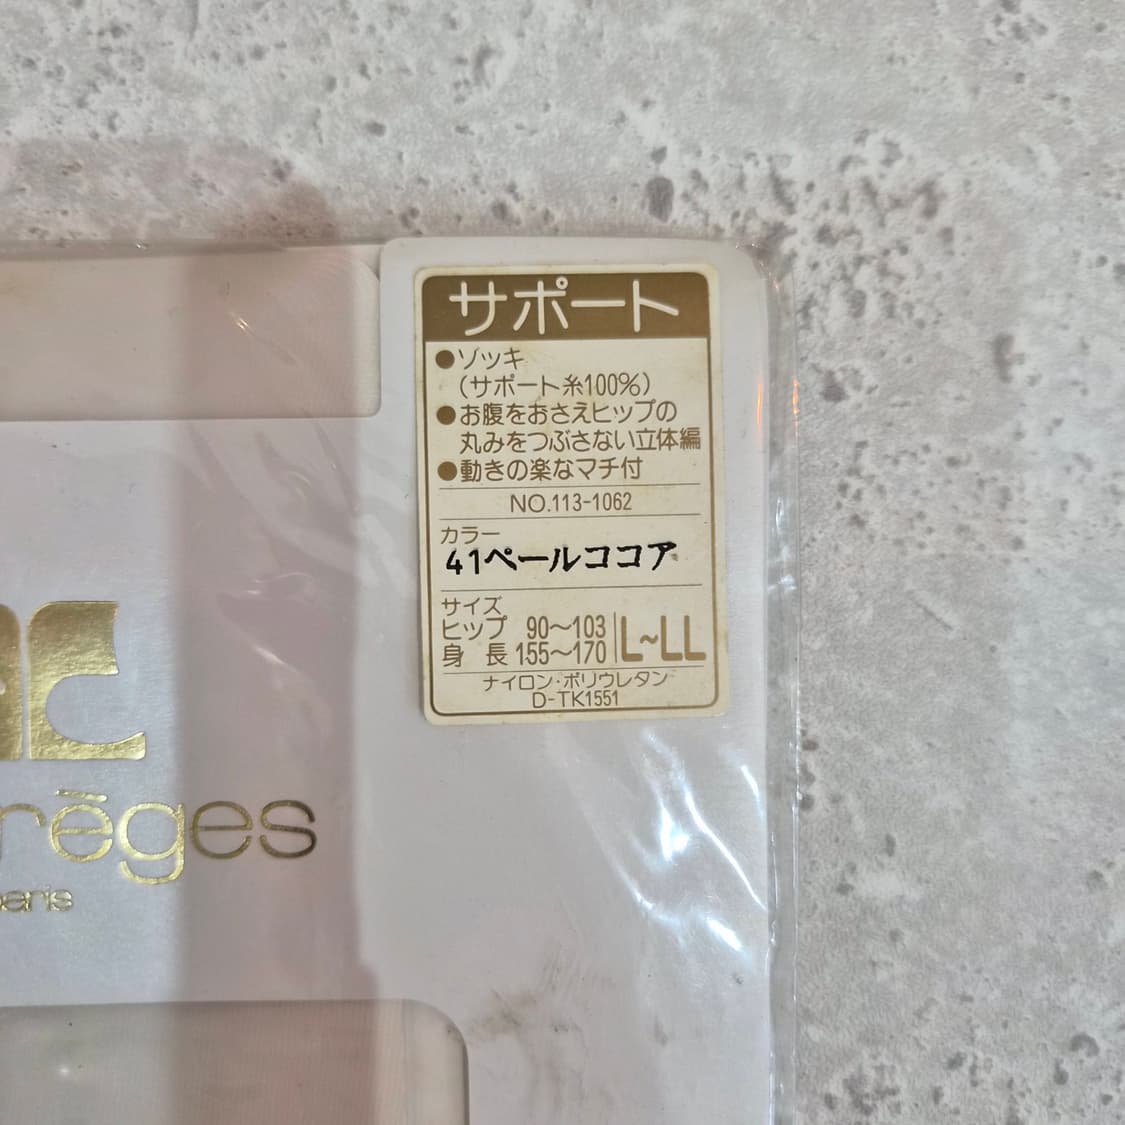 サポート
●ゾッキ
(サポート糸100%)
●お腹をおさえヒップの
丸みをつぶさない立体編
●動きの楽なマチ付
NO.113-1062
カラー
41ペールココア
サイズ
ヒップ 90~103
身長 155~170
L~LL
ナイロン・ポリウレタン
D-TK1551
règes
paris